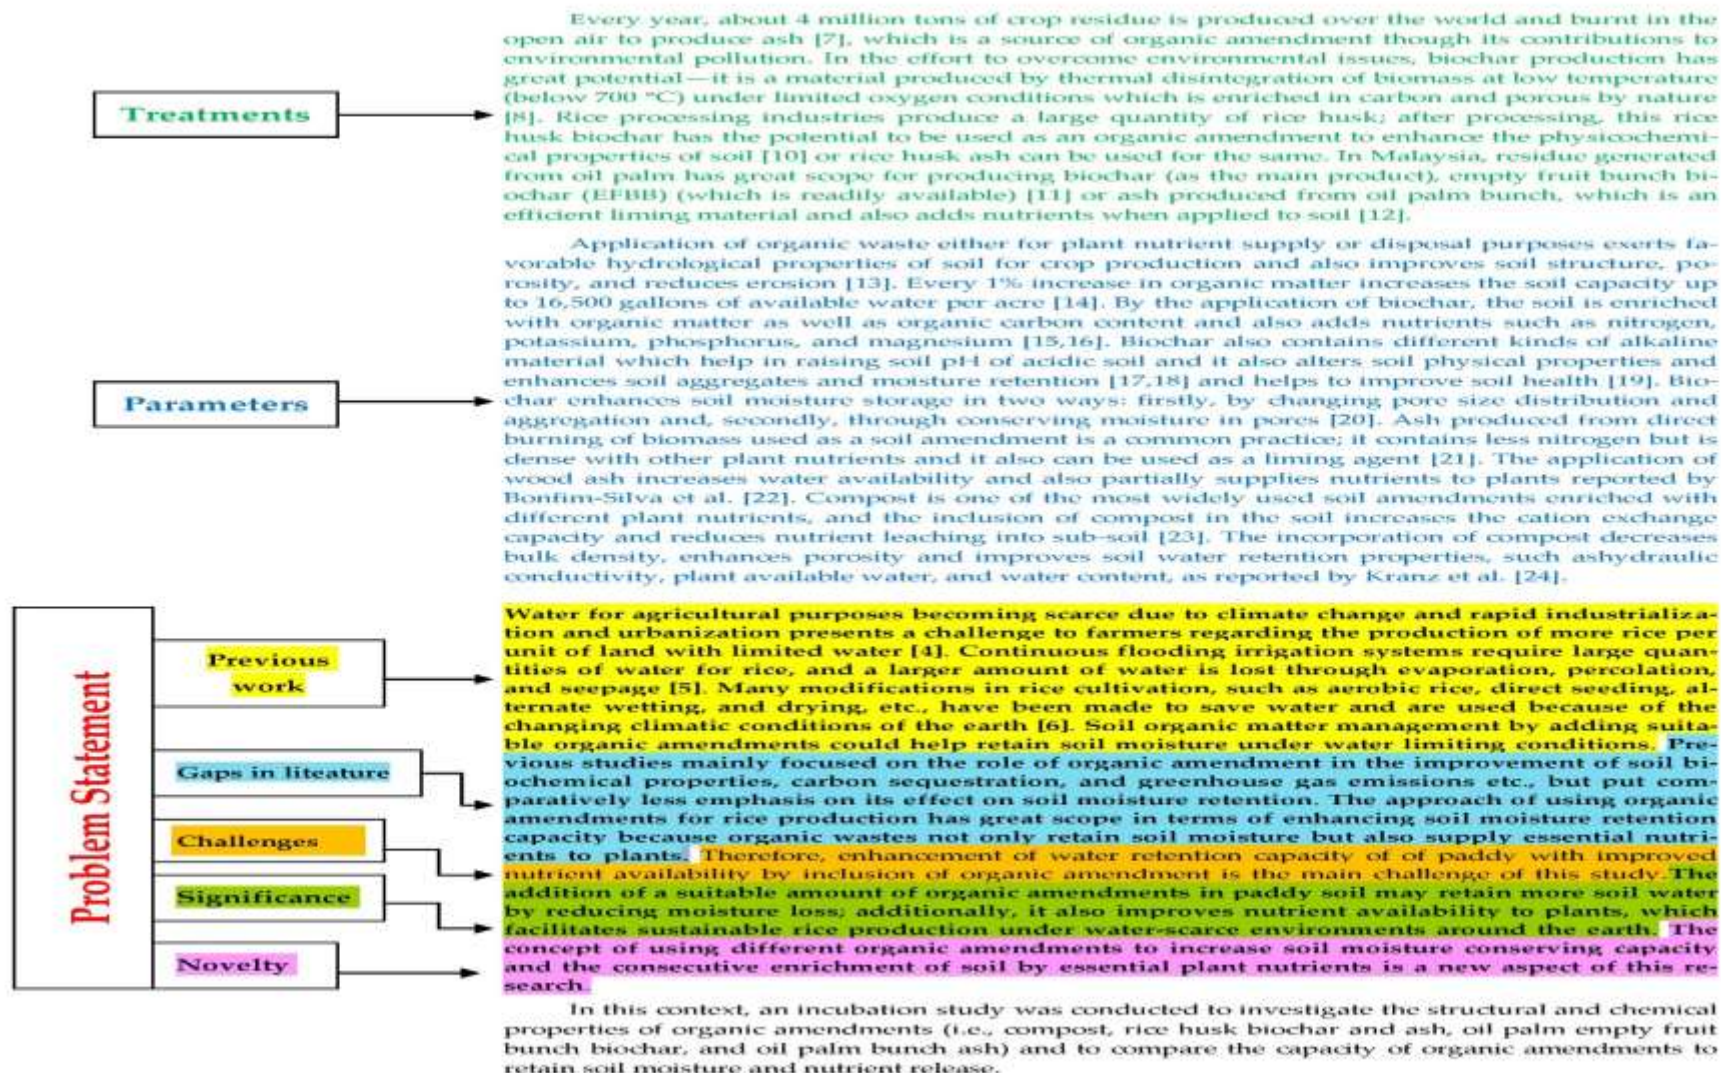 Every year, about 4 million tons of crop residue is produced over the world and burnt in the
open air to produce ash [7], which is a source of organic amendment though its contributions to
environmental pollution. In the effort to overcome environmental issues, biochar production has
great potential—it is a material produced by thermal disintegration of biomass at low temperature
(below 700 °C) under limited oxygen conditions which is enriched in carbon and porous by nature
[8]. Rice processing industries produce a large quantity of rice husk; after processing, this rice
husk biochar has the potential to be used as an organic amendment to enhance the physicochemi-
cal properties of soil [10] or rice husk ash can be used for the same. In Malaysia, residue generated
from oil palm has great scope for producing biochar (as the main product), empty fruit bunch bi-
ochar (EFBB) (which is readily available) [11] or ash produced from oil palm bunch, which is an
efficient liming material and also adds nutrients when applied to soil [12].
Treatments
Application of organic waste either for plant nutrient supply or disposal purposes exerts fa-
vorable hydrological properties of soil for crop production and also improves soil structure, po-
rosity, and reduces erosion [13]. Every 1% increase in organic matter increases the soil capacity up
to 16,500 gallons of available water per acre [14]. By the application of biochar, the soil is enriched
with organic matter as well as organic carbon content and also adds nutrients such as nitrogen,
potassium, phosphorus, and magnesium [15,16]. Biochar also contains different kinds of alkaline
material which help in raising soil pH of acidic soil and it also alters soil physical properties and
enhances soil aggregates and moisture retention [17,18] and helps to improve soil health [19]. Bio-
char enhances soil moisture storage in two ways: firstly, by changing pore size distribution and
aggregation and, secondly, through conserving moisture in pores [20]. Ash produced from direct
burning of biomass used as a soil amendment is a common practice; it contains less nitrogen but is
dense with other plant nutrients and it also can be used as a liming agent [21]. The application of
wood ash increases water availability and also partially supplies nutrients to plants reported by
Bonfim-Silva et al. [22]. Compost is one of the most widely used soil amendments enriched with
different plant nutrients, and the inclusion of compost in the soil increases the cation exchange
capacity and reduces nutrient leaching into sub-soil [23]. The incorporation of compost decreases
bulk density, enhances porosity and improves soil water retention properties, such ashydraulic
conductivity, plant available water, and water content, as reported by Kranz et al. [24].
Parameters
Problem Statement
Previous
work
Gaps in liteature
Challenges
Significance
Novelty
Water for agricultural purposes becoming scarce due to climate change and rapid industrializa-
tion and urbanization presents a challenge to farmers regarding the production of more rice per
unit of land with limited water [4]. Continuous flooding irrigation systems require large quan-
tities of water for rice, and a larger amount of water is lost through evaporation, percolation,
and seepage [5]. Many modifications in rice cultivation, such as aerobic rice, direct seeding, al-
ternate wetting, and drying, etc., have been made to save water and are used because of the
changing climatic conditions of the earth [6]. Soil organic matter management by adding suita-
ble organic amendments could help retain soil moisture under water limiting conditions. Pre-
vious studies mainly focused on the role of organic amendment in the improvement of soil bi-
ochemical properties, carbon sequestration, and greenhouse gas emissions etc., but put com-
paratively less emphasis on its effect on soil moisture retention. The approach of using organic
amendments for rice production has great scope in terms of enhancing soil moisture retention
capacity because organic wastes not only retain soil moisture but also supply essential nutri-
ents to plants. Therefore, enhancement of water retention capacity of of paddy with improved
nutrient availability by inclusion of organic amendment is the main challenge of this study.The
addition of a suitable amount of organic amendments in paddy soil may retain more soil water
by reducing moisture loss; additionally, it also improves nutrient availability to plants, which
facilitates sustainable rice production under water-scarce environments around the earth. The
concept of using different organic amendments to increase soil moisture conserving capacity
and the consecutive enrichment of soil by essential plant nutrients is a new aspect of this re-
search.
In this context, an incubation study was conducted to investigate the structural and chemical
properties of organic amendments (i.e., compost, rice husk biochar and ash, oil palm empty fruit
bunch biochar, and oil palm bunch ash) and to compare the capacity of organic amendments to
retain soil moisture and nutrient release.